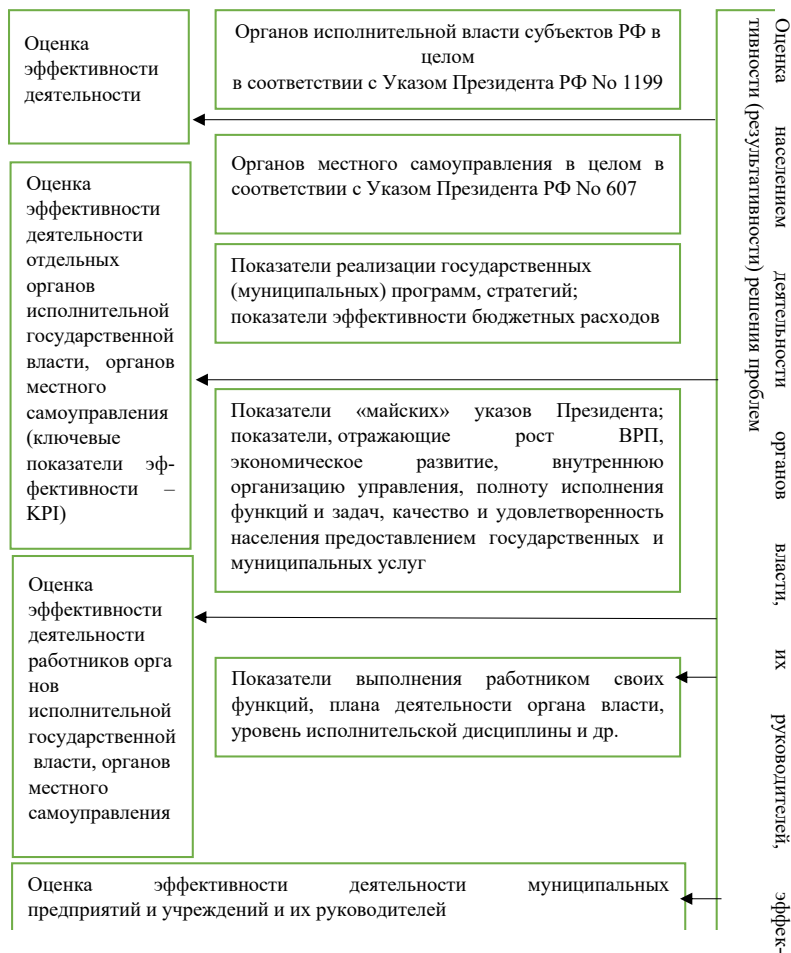 Оценка
эффективности
деятельности
Органов исполнительной власти субъектов РФ в
целом
в соответствии с Указом Президента РФ No 1199
Органов местного самоуправления в целом в
соответствии с Указом Президента РФ No 607
Оценка
эффективности
деятельности
отдельных
органов
исполнительной
государственной
власти, органов
местного
самоуправления
(ключевые
показатели эф-
фективности –
KPI)
Показатели реализации государственных
(муниципальных) программ, стратегий;
показатели эффективности бюджетных расходов
Показатели «майских» указов Президента;
показатели, отражающие рост ВРП,
экономическое развитие, внутреннюю
организацию управления, полноту исполнения
функций и задач, качество и удовлетворенность
населения предоставлением государственных и
муниципальных услуг
Оценка
эффективности
деятельности
работников орга
нов
исполнительной
государственной
власти, органов
местного
самоуправления
Показатели выполнения работником своих
функций, плана деятельности органа власти,
уровень исполнительской дисциплины и др.
Оценка эффективности деятельности муниципальных
предприятий и учреждений и их руководителей
Оценка населением деятельности органов власти, их руководителей, эффек-
тивности (результативности) решения проблем